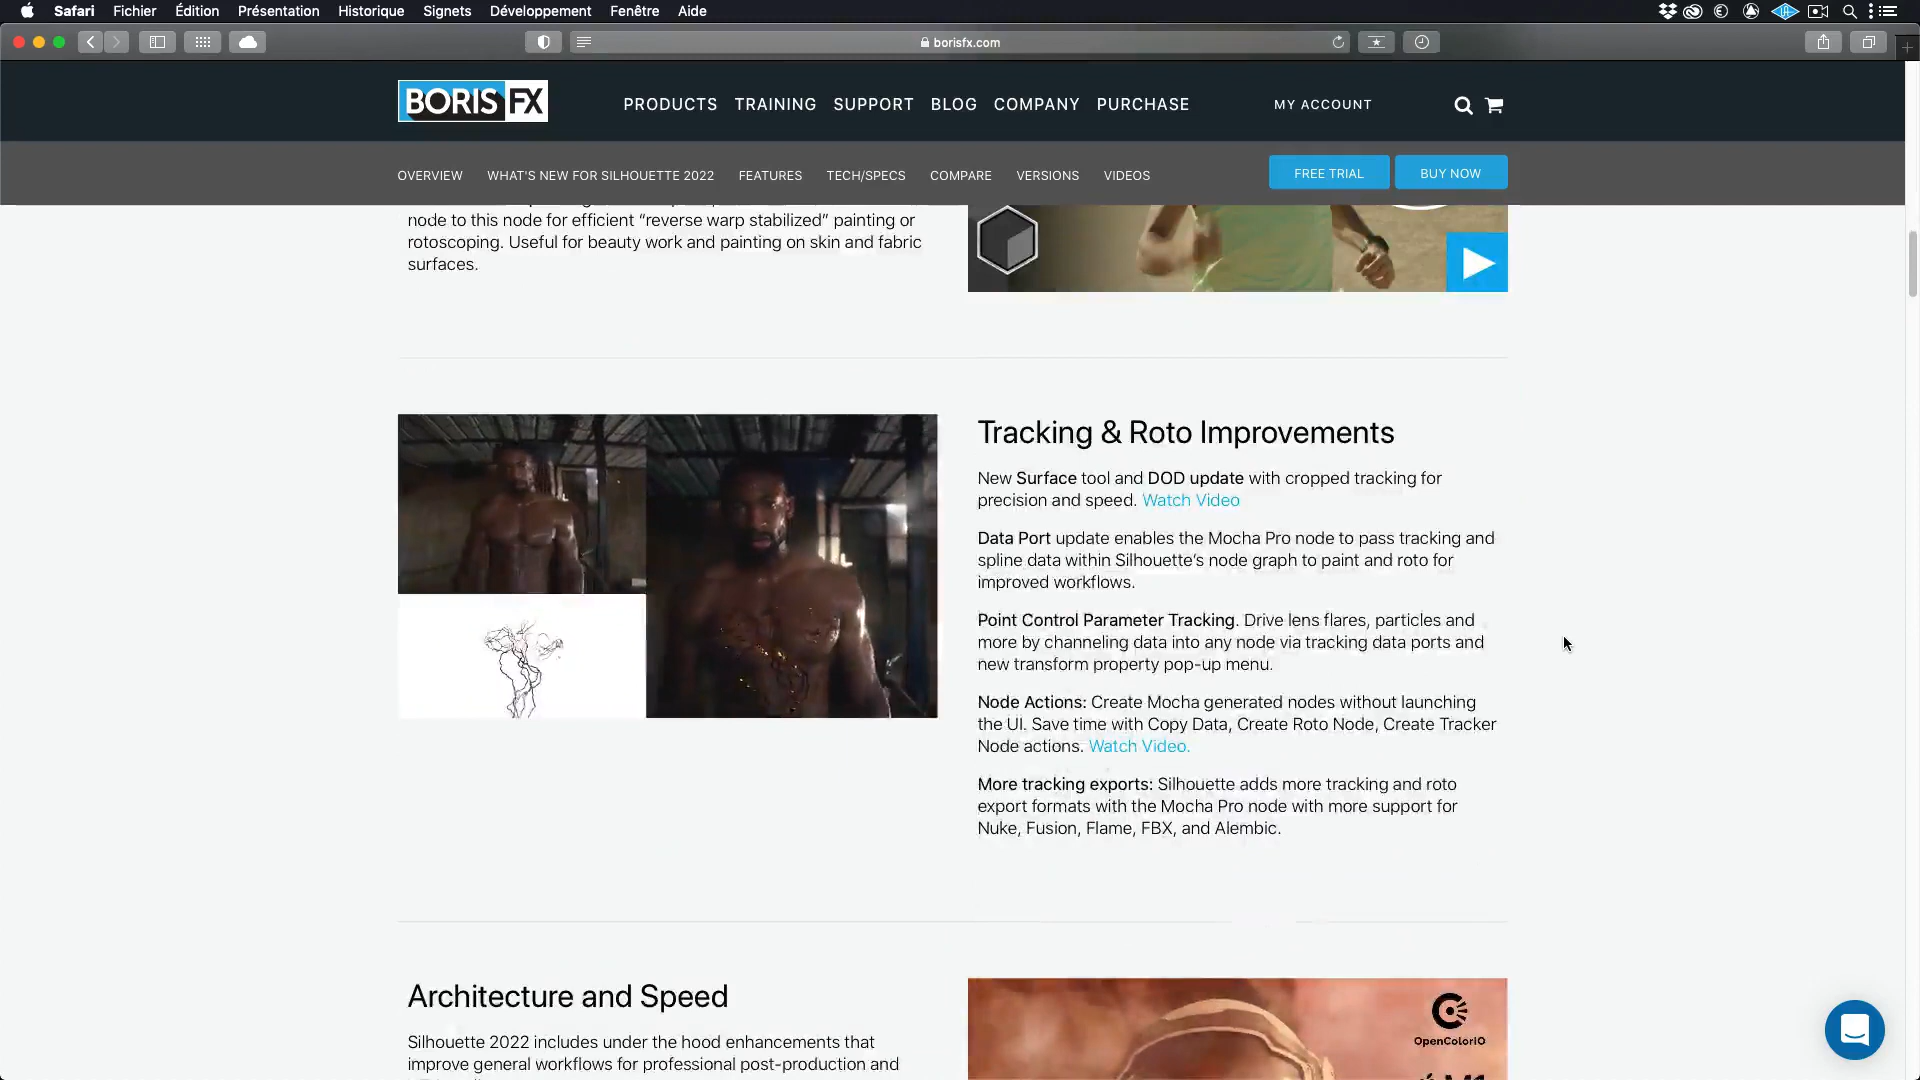 Safari Fichier Édition Présentation Historique Signets Développement Fenêtre Aide
borisfx.com
BORIS FX PRODUCTS TRAINING SUPPORT BLOG COMPANY PURCHASE MY ACCOUNT
OVERVIEW WHAT'S NEW FOR SILHOUETTE 2022 FEATURES TECH/SPECS COMPARE VERSIONS VIDEOS FREE TRIAL BUY NOW
node to this node for efficient “reverse warp stabilized” painting or
rotoscoping. Useful for beauty work and painting on skin and fabric
surfaces.
Tracking & Roto Improvements
New Surface tool and DOD update with cropped tracking for
precision and speed. Watch Video
Data Port update enables the Mocha Pro node to pass tracking and
spline data within Silhouette’s node graph to paint and roto for
improved workflows.
Point Control Parameter Tracking. Drive lens flares, particles and
more by channeling data into any node via tracking data ports and
new transform property pop-up menu.
Node Actions: Create Mocha generated nodes without launching
the UI. Save time with Copy Data, Create Roto Node, Create Tracker
Node actions. Watch Video.
More tracking exports: Silhouette adds more tracking and roto
export formats with the Mocha Pro node with more support for
Nuke, Fusion, Flame, FBX, and Alembic.
Architecture and Speed
Silhouette 2022 includes under the hood enhancements that
improve general workflows for professional post-production and
OpenColorIO
M1